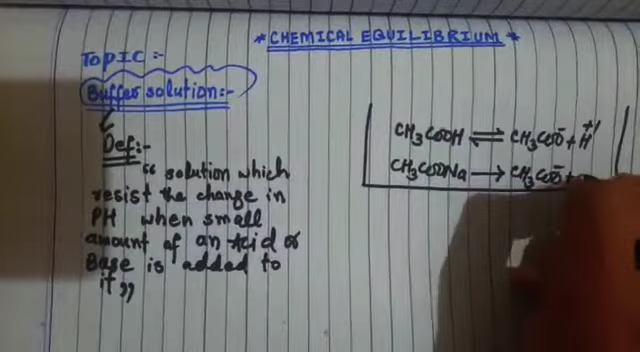 * CHEMICAL EQUILIBRIUM *
Topic :-
Buffer solution:-
Def:-
“ solution which
resist the change in
PH when small
amount of an Acid or
Base is added to
it ”
CH₃COOH ⇌ CH₃COO⁻ + H⁺
CH₃COONa → CH₃COO⁻ +